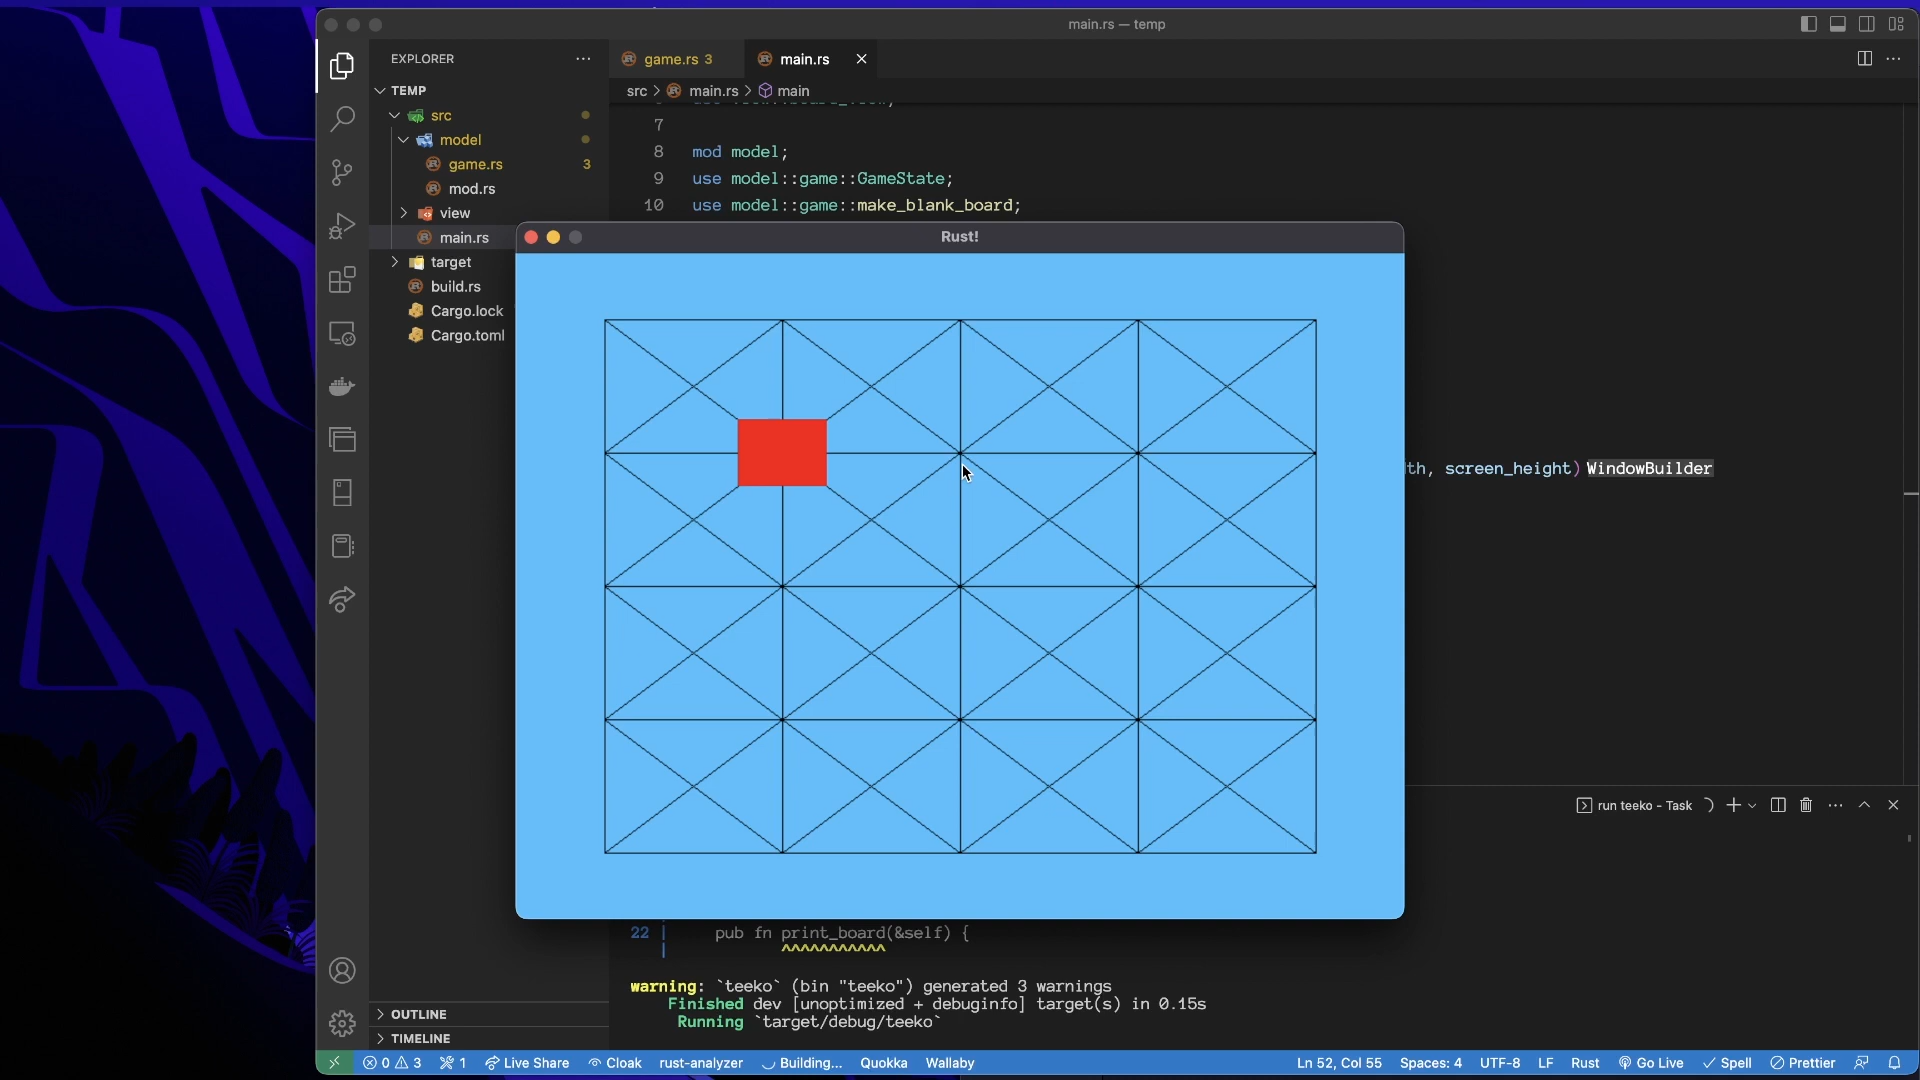 main.rs — temp
EXPLORER
game.rs 3
main.rs
TEMP
src > main.rs > main
src
model
game.rs 3
mod.rs
view
main.rs
target
build.rs
Cargo.lock
Cargo.toml
7
8 mod model;
9 use model::game::GameState;
10 use model::game::make_blank_board;
Rust!
th, screen_height) WindowBuilder
run teeko - Task
22 | pub fn print_board(&self) {
| ^^^^^^^^^^^
warning: `teeko` (bin "teeko") generated 3 warnings
Finished dev [unoptimized + debuginfo] target(s) in 0.15s
Running `target/debug/teeko`
OUTLINE
TIMELINE
0 3 1 Live Share Cloak rust-analyzer Building... Quokka Wallaby Ln 52, Col 55 Spaces: 4 UTF-8 LF Rust Go Live Spell Prettier